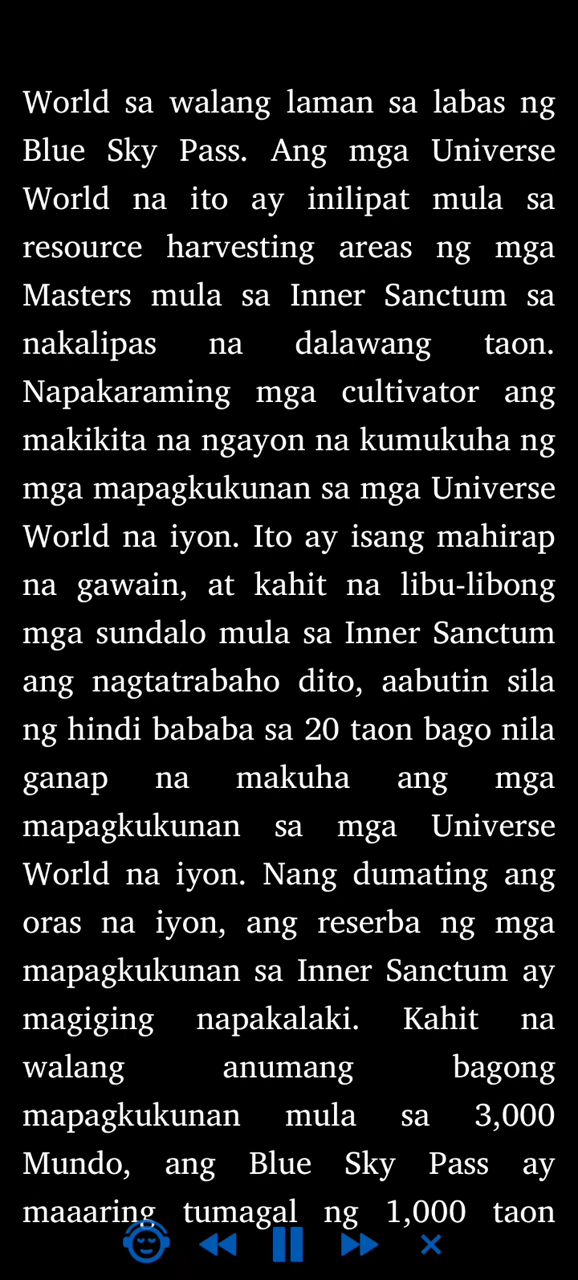 World sa walang laman sa labas ng
Blue Sky Pass. Ang mga Universe
World na ito ay inilipat mula sa
resource harvesting areas ng mga
Masters mula sa Inner Sanctum sa
nakalipas na dalawang taon.
Napakaraming mga cultivator ang
makikita na ngayon na kumukuha ng
mga mapagkukunan sa mga Universe
World na iyon. Ito ay isang mahirap
na gawain, at kahit na libu-libong
mga sundalo mula sa Inner Sanctum
ang nagtatrabaho dito, aabutin sila
ng hindi bababa sa 20 taon bago nila
ganap na makuha ang mga
mapagkukunan sa mga Universe
World na iyon. Nang dumating ang
oras na iyon, ang reserba ng mga
mapagkukunan sa Inner Sanctum ay
magiging napakalaki. Kahit na
walang anumang bagong
mapagkukunan mula sa 3,000
Mundo, ang Blue Sky Pass ay
maaaring tumagal ng 1,000 taon